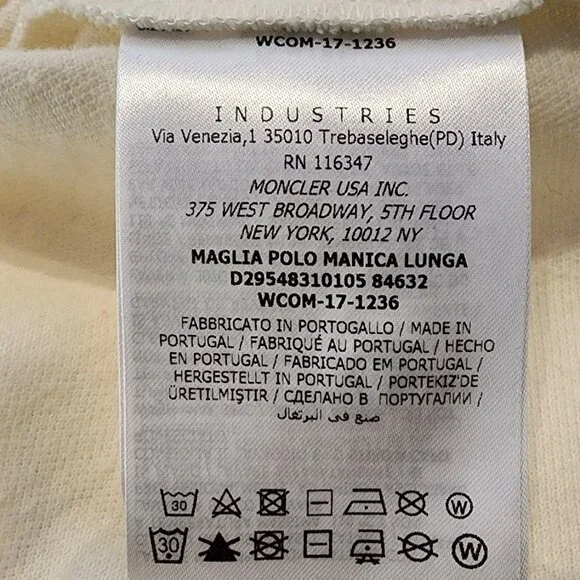 WCOM-17-1236
INDUSTRIES
Via Venezia,1 35010 Trebaseleghe(PD) Italy
RN 116347
MONCLER USA INC.
375 WEST BROADWAY, 5TH FLOOR
NEW YORK, 10012 NY
MAGLIA POLO MANICA LUNGA
D29548310105 84632
WCOM-17-1236
FABBRICATO IN PORTOGALLO / MADE IN
PORTUGAL / FABRIQUÉ AU PORTUGAL / HECHO
EN PORTUGAL / FABRICADO EM PORTUGAL /
HERGESTELLT IN PORTUGAL / PORTEKIZ'DE
ÜRETILMIŞTIR / СДЕЛАНО В ПОРТУГАЛИИ /
صنع في البرتغال
30 W
30 W